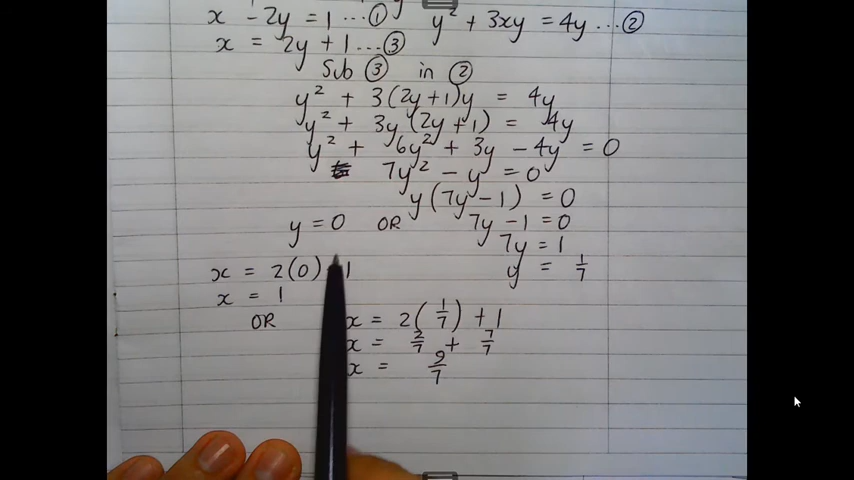 x - 2y = 1 ...① y² + 3xy = 4y ...②
x = 2y + 1 ...③
Sub ③ in ②
y² + 3(2y+1)y = 4y
y² + 3y(2y+1) = 4y
y² + 6y² + 3y - 4y = 0
7y² - y = 0
y(7y - 1) = 0
y = 0 OR 7y - 1 = 0
7y = 1
x = 2(0) 1 y = 1/7
x = 1
OR x = 2(1/7) + 1
x = 2/7 + 7/7
x = 9/7